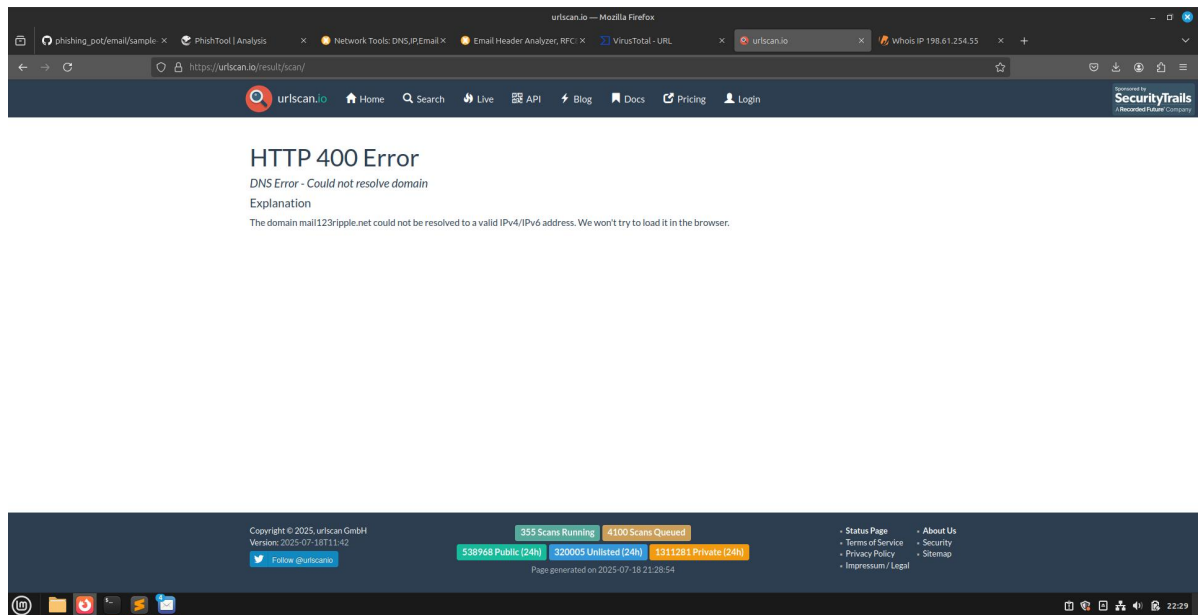 urlscan.io — Mozilla Firefox
phishing_pot/email/sample-
PhishTool | Analysis
Network Tools: DNS,IP,Email
Email Header Analyzer, RFC
VirusTotal - URL
urlscan.io
Whois IP 198.61.254.55
https://urlscan.io/result/scan/
urlscan.io
Home
Search
Live
API
Blog
Docs
Pricing
Login
Sponsored by
SecurityTrails
A Recorded Future® Company
HTTP 400 Error
DNS Error - Could not resolve domain
Explanation
The domain mail123ripple.net could not be resolved to a valid IPv4/IPv6 address. We won't try to load it in the browser.
Copyright © 2025, urlscan GmbH
Version: 2025-07-18T11:42
Follow @urlscanio
355 Scans Running
4100 Scans Queued
538968 Public (24h)
320005 Unlisted (24h)
1311281 Private (24h)
Page generated on 2025-07-18 21:28:54
Status Page
Terms of Service
Privacy Policy
Impressum / Legal
About Us
Security
Sitemap
22:29